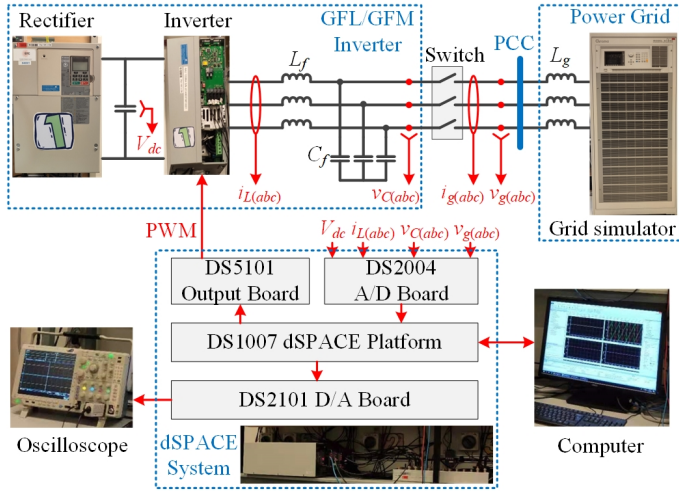 Rectifier
Inverter
GFL/GFM
Inverter
Switch
PCC
Power Grid
L_f
L_g
V_dc
C_f
i_L(abc)
v_C(abc)
i_g(abc)
v_g(abc)
Grid simulator
PWM
V_dc i_L(abc) v_C(abc) v_g(abc)
DS5101
Output Board
DS2004
A/D Board
DS1007 dSPACE Platform
DS2101 D/A Board
Oscilloscope
dSPACE
System
Computer